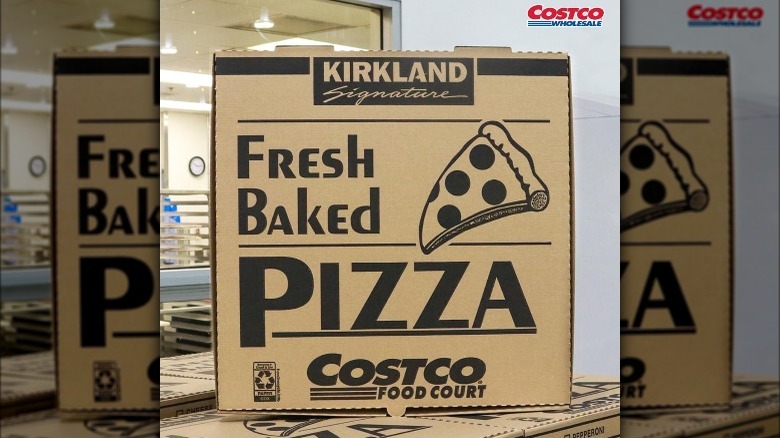 COSTCO
WHOLESALE
KIRKLAND
Signature
FRESH
BAKED
PIZZA
COSTCO
FOOD COURT
PEPPERONI